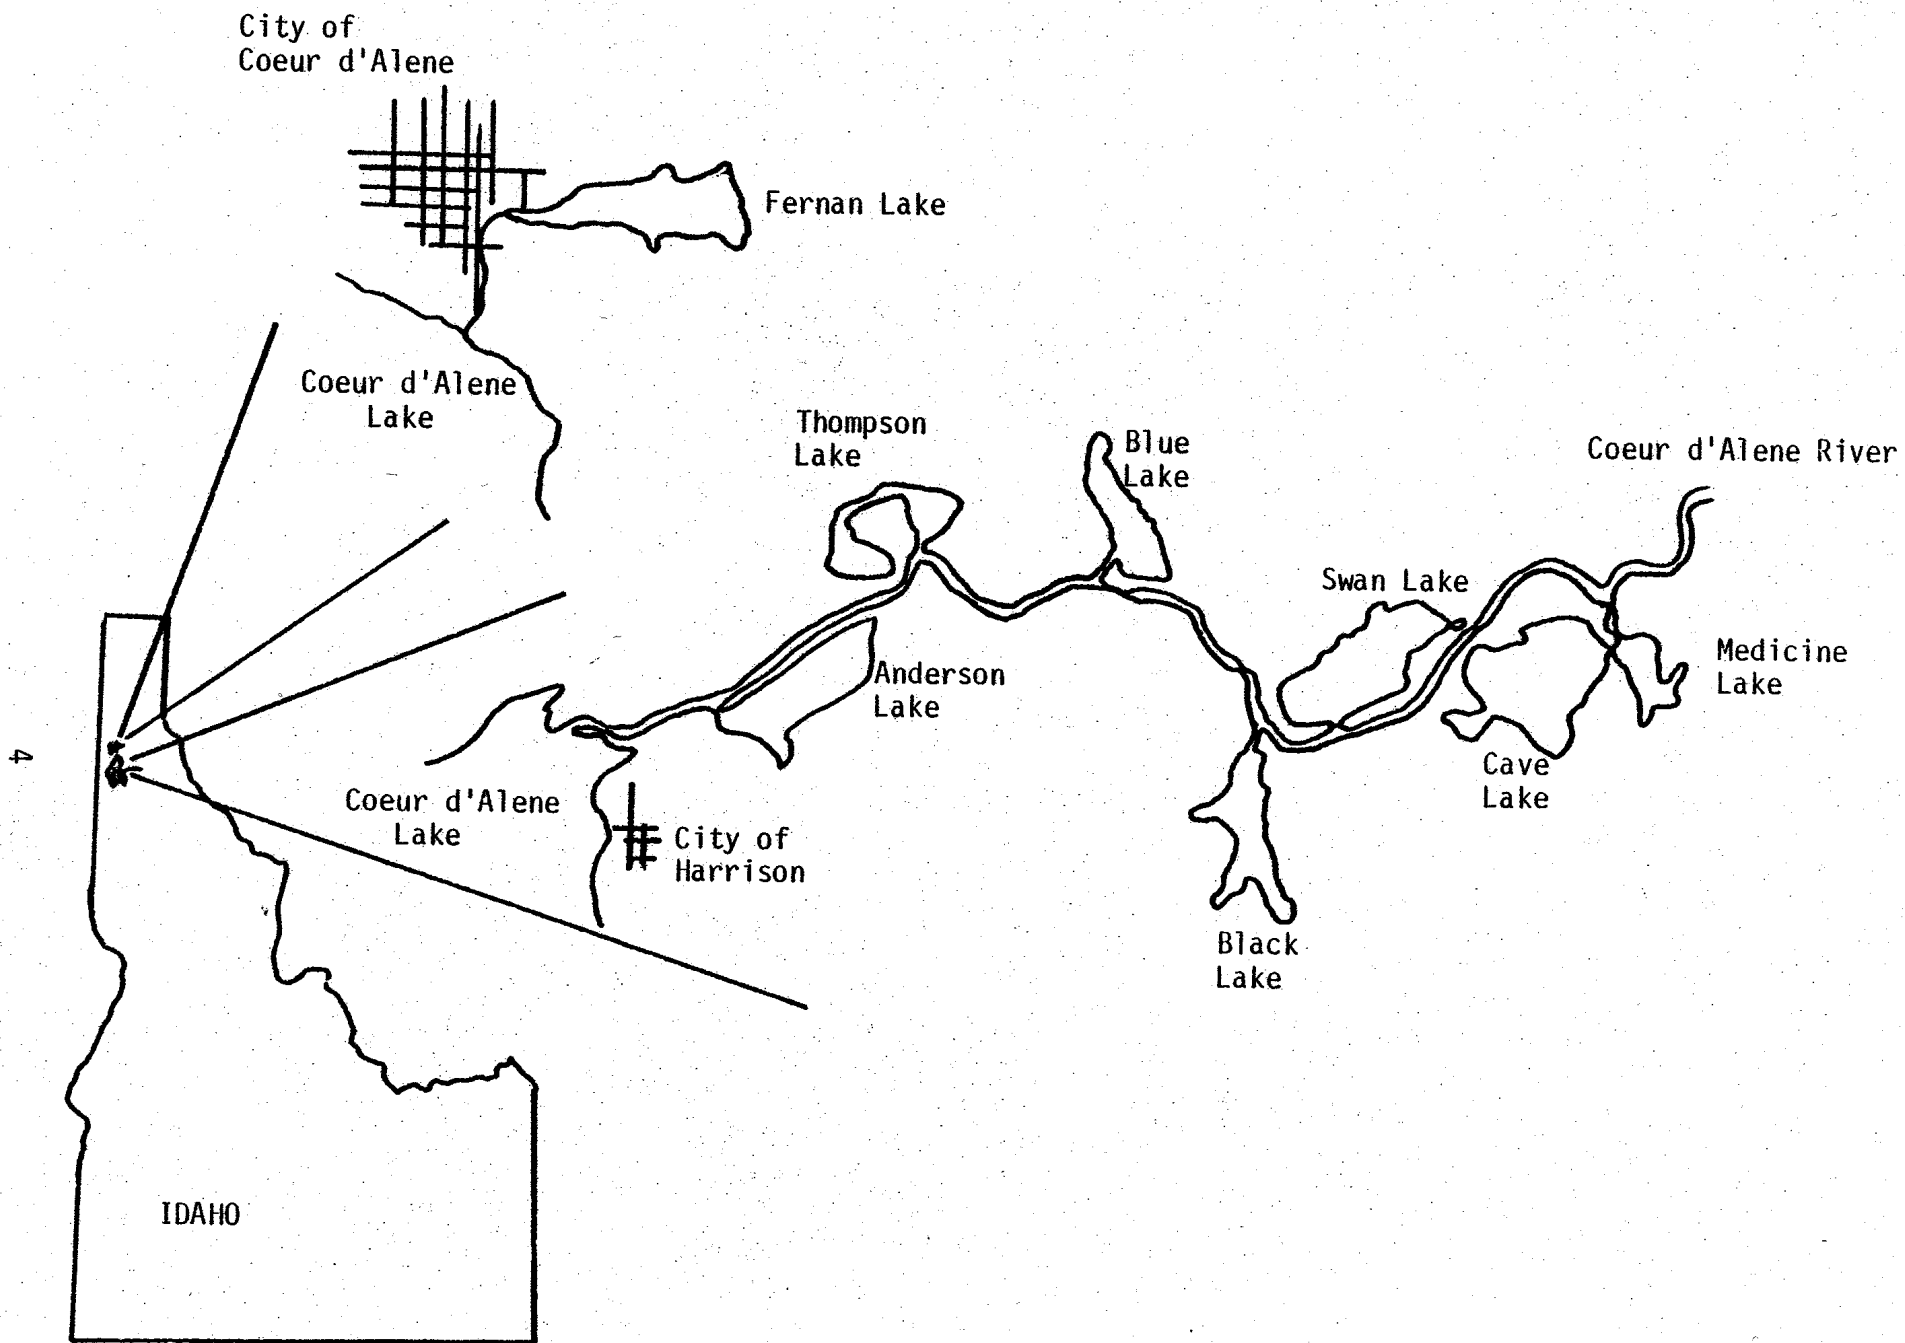 City of
Coeur d'Alene
Fernan Lake
Coeur d'Alene
Lake
Thompson
Lake
Blue
Lake
Coeur d'Alene River
Swan Lake
Medicine
Lake
Anderson
Lake
Cave
Lake
Coeur d'Alene
Lake
City of
Harrison
Black
Lake
IDAHO
4